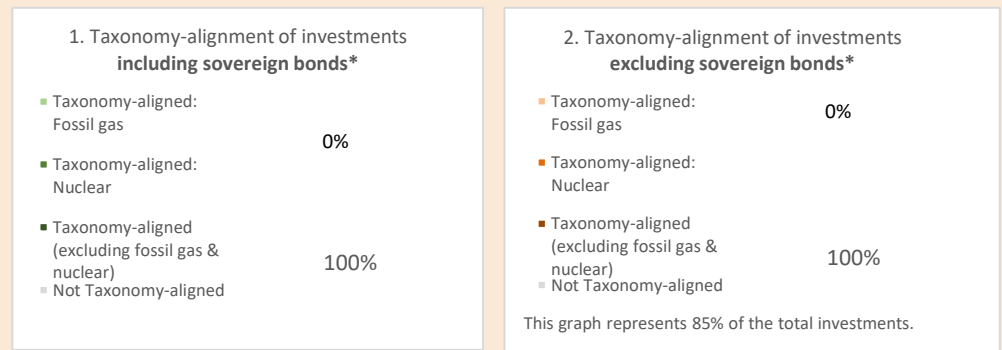 1. Taxonomy-alignment of investments
including sovereign bonds*
Taxonomy-aligned:
Fossil gas
0%
Taxonomy-aligned:
Nuclear
Taxonomy-aligned
(excluding fossil gas &
nuclear)
100%
Not Taxonomy-aligned
2. Taxonomy-alignment of investments
excluding sovereign bonds*
Taxonomy-aligned:
Fossil gas
0%
Taxonomy-aligned:
Nuclear
Taxonomy-aligned
(excluding fossil gas &
nuclear)
100%
Not Taxonomy-aligned
This graph represents 85% of the total investments.